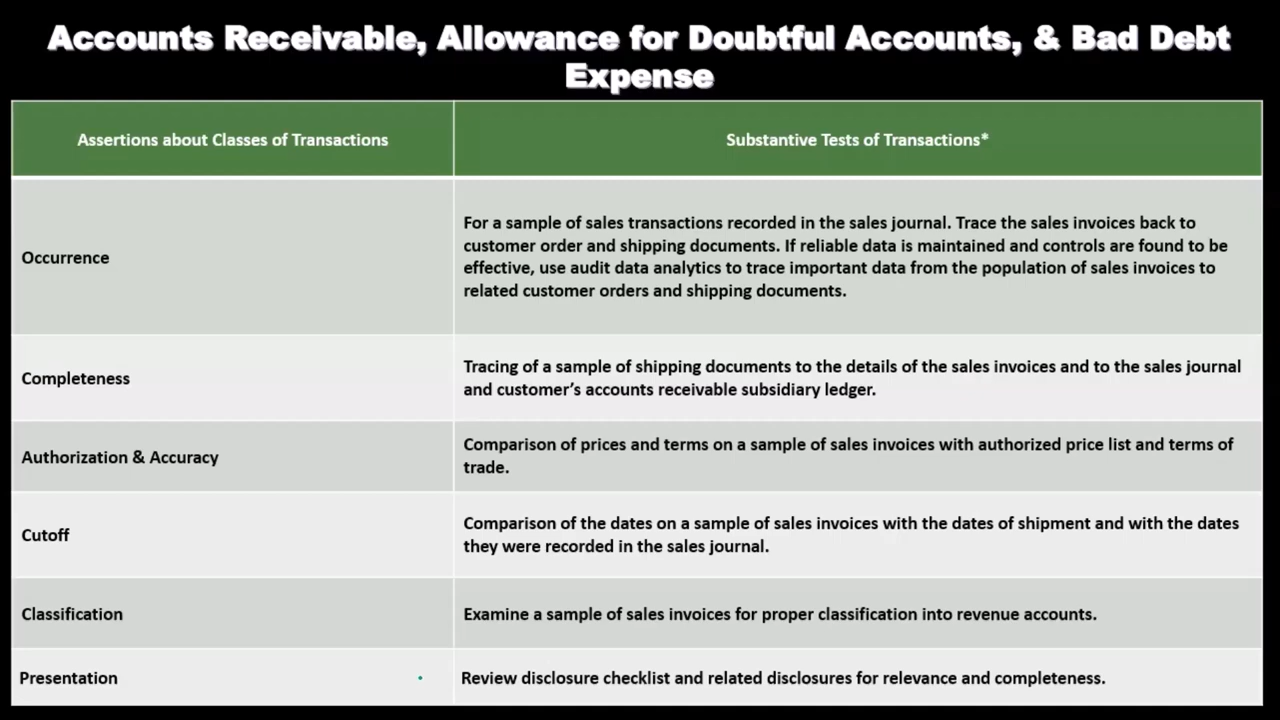 Accounts Receivable, Allowance for Doubtful Accounts, & Bad Debt
Expense
Assertions about Classes of Transactions
Substantive Tests of Transactions*
Occurrence
For a sample of sales transactions recorded in the sales journal. Trace the sales invoices back to
customer order and shipping documents. If reliable data is maintained and controls are found to be
effective, use audit data analytics to trace important data from the population of sales invoices to
related customer orders and shipping documents.
Completeness
Tracing of a sample of shipping documents to the details of the sales invoices and to the sales journal
and customer’s accounts receivable subsidiary ledger.
Authorization & Accuracy
Comparison of prices and terms on a sample of sales invoices with authorized price list and terms of
trade.
Cutoff
Comparison of the dates on a sample of sales invoices with the dates of shipment and with the dates
they were recorded in the sales journal.
Classification
Examine a sample of sales invoices for proper classification into revenue accounts.
Presentation
Review disclosure checklist and related disclosures for relevance and completeness.